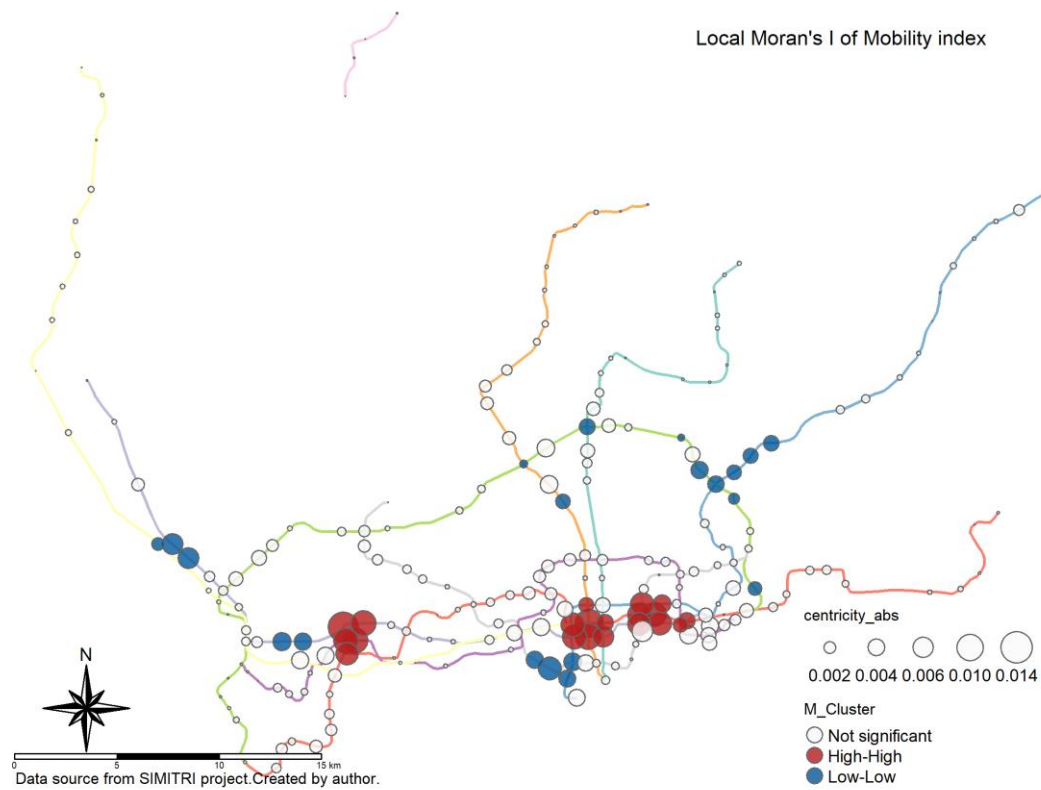 Local Moran's I of Mobility index
centricity_abs
0.002 0.004 0.006 0.010 0.014
M_Cluster
Not significant
High-High
Low-Low
N
0 5 10 15 km
Data source from SIMITRI project.Created by author.